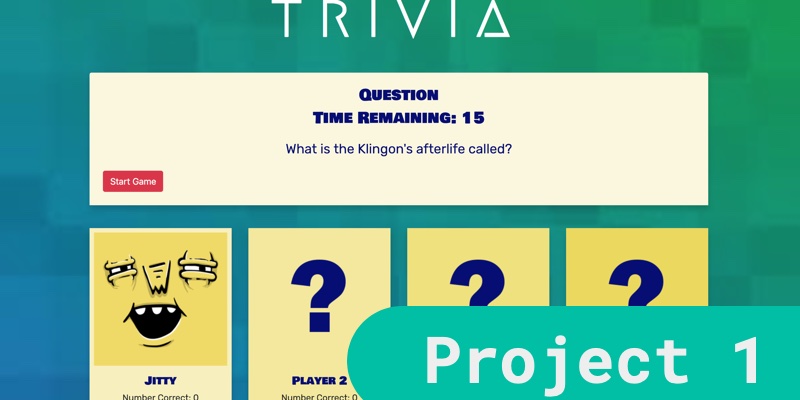 TRIVIA
Question
Time Remaining: 15
What is the Klingon's afterlife called?
Start Game
? ? ?
Jitty
Player 2
Number Correct: 0
Number Correct: 0
Project 1